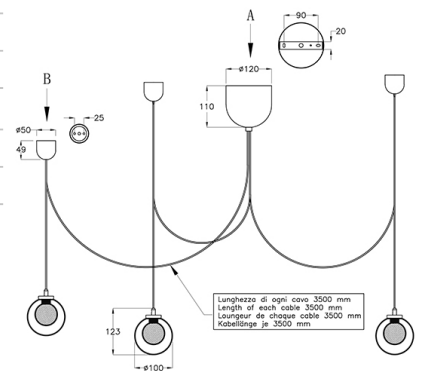 A
90
20
ø120
110
B
25
ø50
49
Lunghezza di ogni cavo 3500 mm
Length of each cable 3500 mm
Loungeur de chaque cable 3500 mm
Kabellänge je 3500 mm
123
ø100